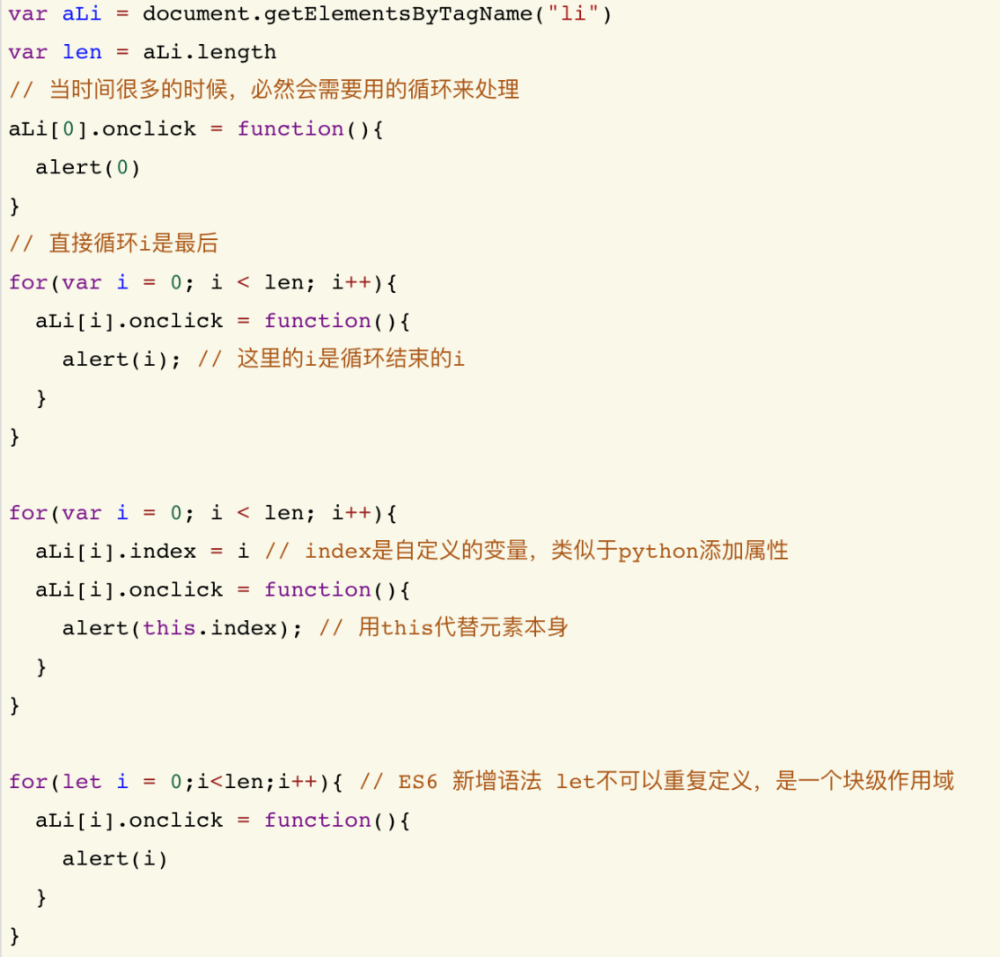 var aLi = document.getElementsByTagName("li")
var len = aLi.length
// 当时间很多的时候，必然会需要用的循环来处理
aLi[0].onclick = function(){
  alert(0)
}
// 直接循环i是最后
for(var i = 0; i < len; i++){
  aLi[i].onclick = function(){
    alert(i); // 这里的i是循环结束的i
  }
}

for(var i = 0; i < len; i++){
  aLi[i].index = i // index是自定义的变量，类似于python添加属性
  aLi[i].onclick = function(){
    alert(this.index); // 用this代替元素本身
  }
}

for(let i = 0;i<len;i++){ // ES6 新增语法 let不可以重复定义，是一个块级作用域
  aLi[i].onclick = function(){
    alert(i)
  }
}